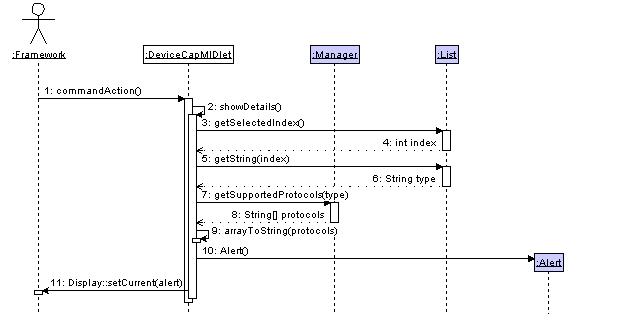 :Framework
:DeviceCapMIDlet
:Manager
:List
1: commandAction()
2: showDetails()
3: getSelectedIndex()
4: int index
5: getString(index)
6: String type
7: getSupportedProtocols(type)
8: String[] protocols
9: arrayToString(protocols)
10: Alert()
:Alert
11: Display::setCurrent(alert)